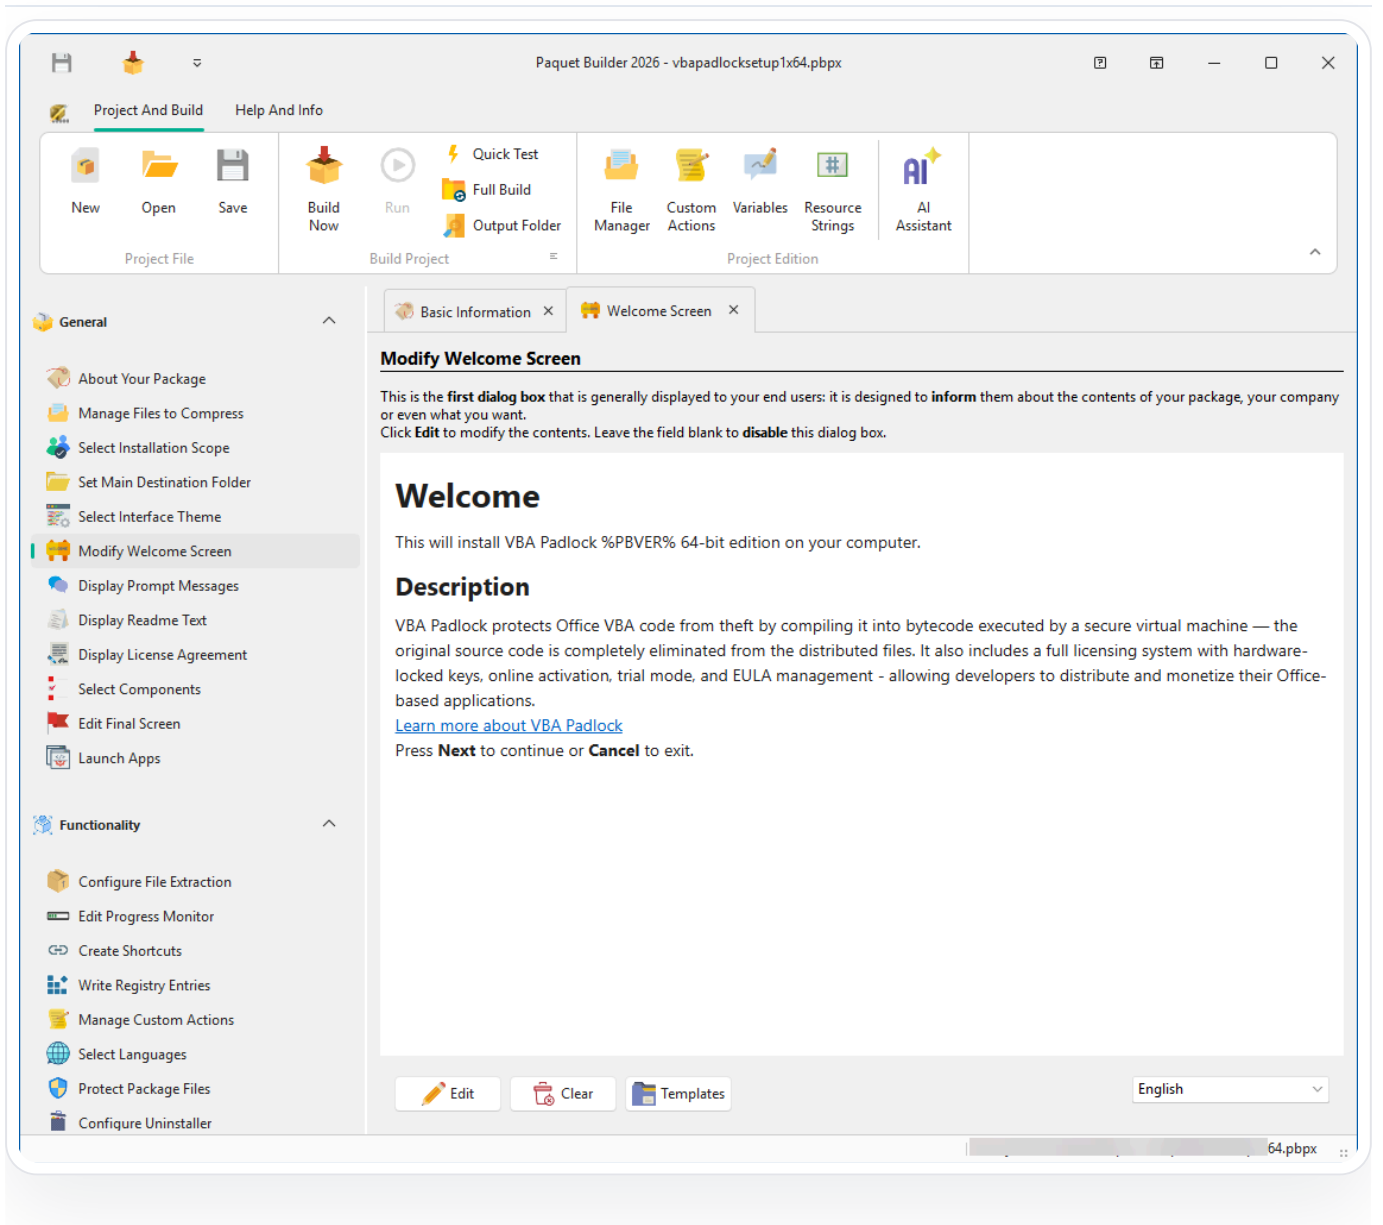 Paquet Builder 2026 - vbapadlocksetup1x64.pbpx
Project And Build
Help And Info
New
Open
Save
Build
Now
Run
Quick Test
Full Build
Output Folder
File
Manager
Custom
Actions
Variables
Resource
Strings
AI
AI
Assistant
Project File
Build Project
Project Edition
General
About Your Package
Manage Files to Compress
Select Installation Scope
Set Main Destination Folder
Select Interface Theme
Modify Welcome Screen
Display Prompt Messages
Display Readme Text
Display License Agreement
Select Components
Edit Final Screen
Launch Apps
Functionality
Configure File Extraction
Edit Progress Monitor
Create Shortcuts
Write Registry Entries
Manage Custom Actions
Select Languages
Protect Package Files
Configure Uninstaller
Basic Information
Welcome Screen
Modify Welcome Screen
This is the first dialog box that is generally displayed to your end users: it is designed to inform them about the contents of your package, your company
or even what you want.
Click Edit to modify the contents. Leave the field blank to disable this dialog box.
Welcome
This will install VBA Padlock %PBVER% 64-bit edition on your computer.
Description
VBA Padlock protects Office VBA code from theft by compiling it into bytecode executed by a secure virtual machine — the
original source code is completely eliminated from the distributed files. It also includes a full licensing system with hardware-
locked keys, online activation, trial mode, and EULA management - allowing developers to distribute and monetize their Office-
based applications.
Learn more about VBA Padlock
Press Next to continue or Cancel to exit.
Edit
Clear
Templates
English
64.pbpx